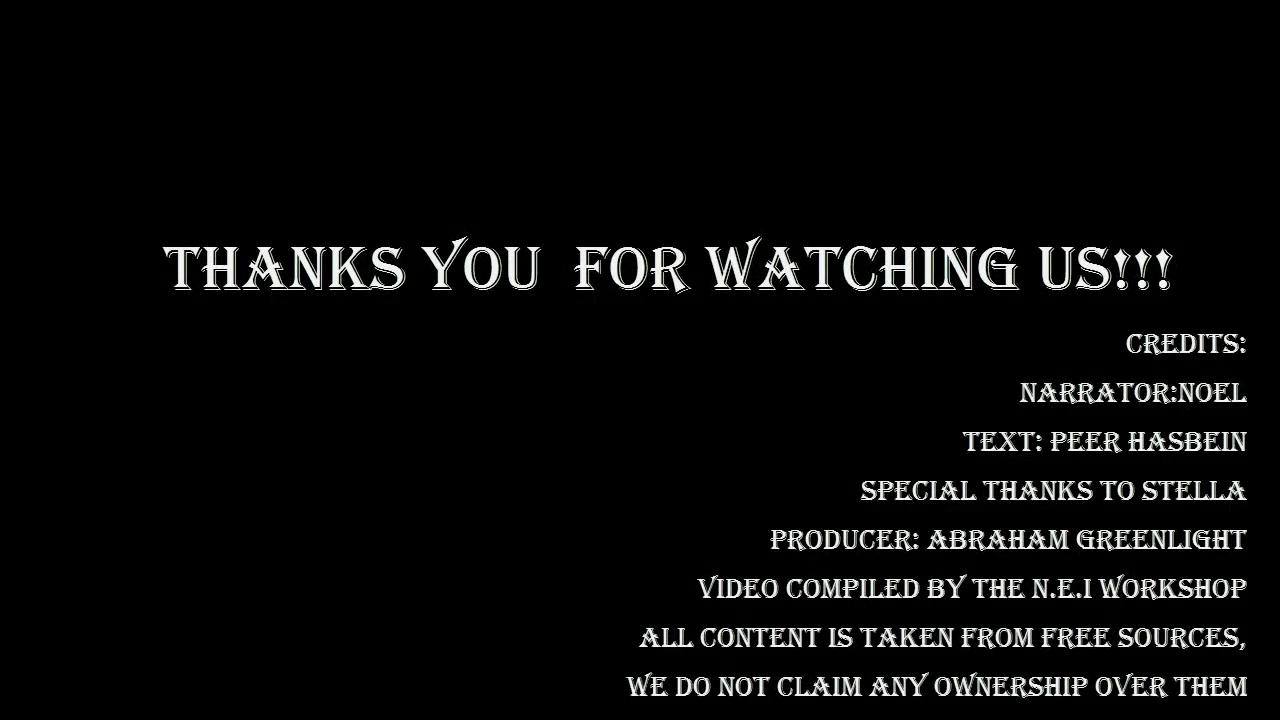 THANKS YOU  FOR WATCHING US!!!
CREDITS:
NARRATOR:NOEL
TEXT: PEER HASBEIN
SPECIAL THANKS TO STELLA
PRODUCER: ABRAHAM GREENLIGHT
VIDEO COMPILED BY THE N.E.I WORKSHOP
ALL CONTENT IS TAKEN FROM FREE SOURCES,
WE DO NOT CLAIM ANY OWNERSHIP OVER THEM